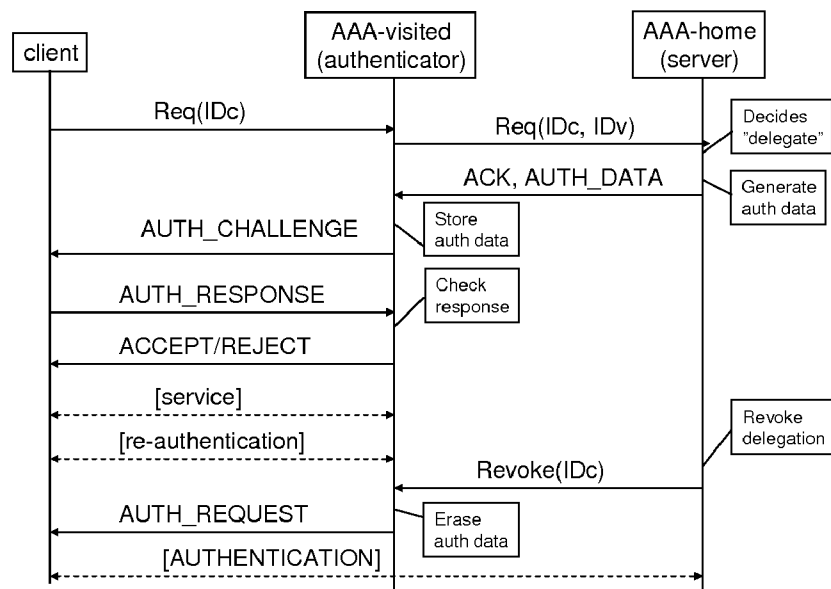 client
AAA-visited
(authenticator)
AAA-home
(server)
Req(IDc)
Req(IDc, IDv)
Decides
"delegate"
ACK, AUTH_DATA
Generate
auth data
Store
auth data
AUTH_CHALLENGE
Check
response
AUTH_RESPONSE
ACCEPT/REJECT
[service]
[re-authentication]
Revoke
delegation
Revoke(IDc)
AUTH_REQUEST
Erase
auth data
[AUTHENTICATION]